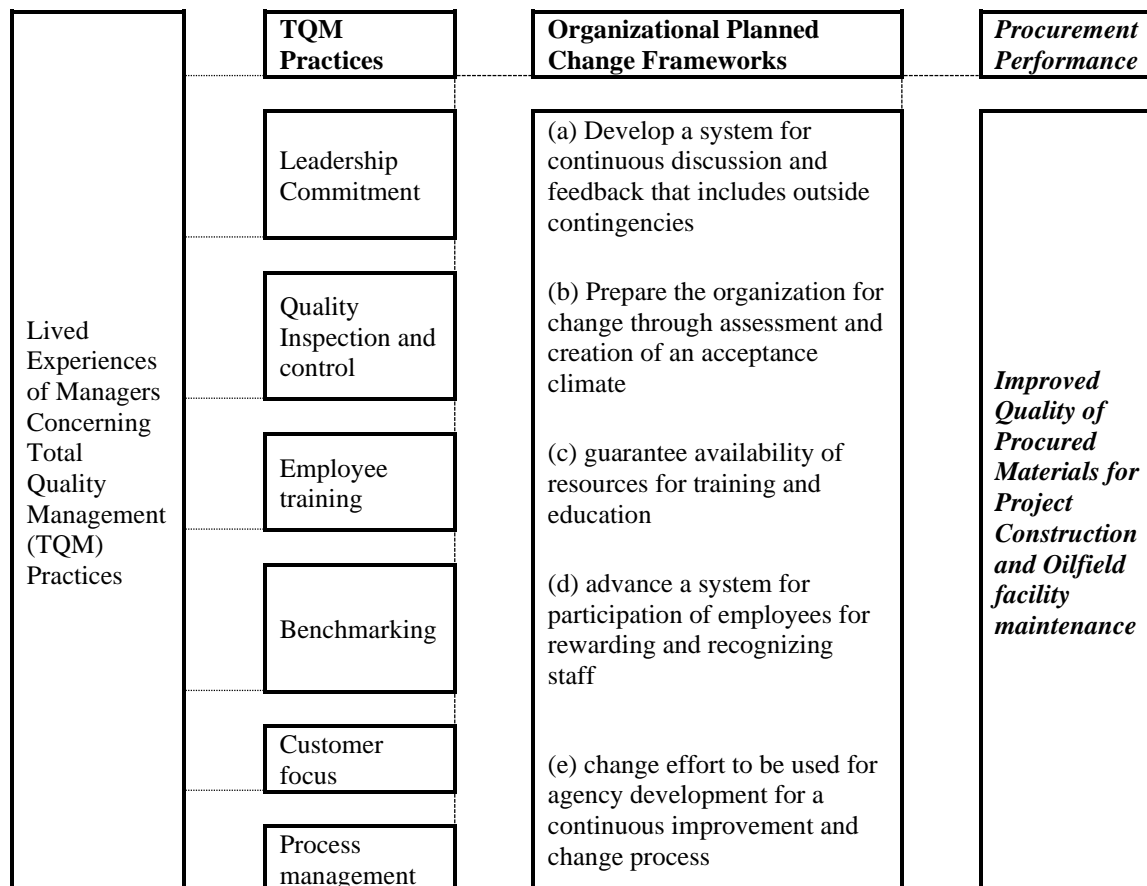 TQM
Practices
Organizational Planned
Change Frameworks
Procurement
Performance
Lived
Experiences
of Managers
Concerning
Total
Quality
Management
(TQM)
Practices
Leadership
Commitment
Quality
Inspection and
control
Employee
training
Benchmarking
Customer
focus
Process
management
(a) Develop a system for
continuous discussion and
feedback that includes outside
contingencies
(b) Prepare the organization for
change through assessment and
creation of an acceptance
climate
(c) guarantee availability of
resources for training and
education
(d) advance a system for
participation of employees for
rewarding and recognizing
staff
(e) change effort to be used for
agency development for a
continuous improvement and
change process
Improved
Quality of
Procured
Materials for
Project
Construction
and Oilfield
facility
maintenance